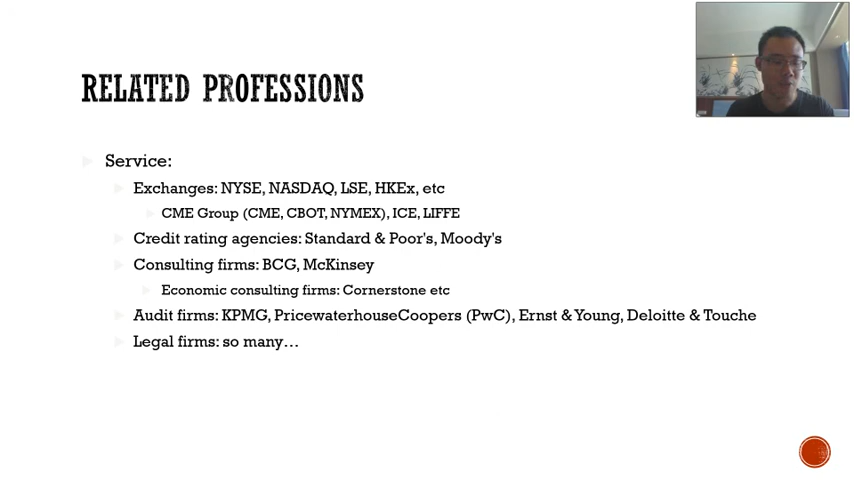 RELATED PROFESSIONS
Service:
Exchanges: NYSE, NASDAQ, LSE, HKEx, etc
CME Group (CME, CBOT, NYMEX), ICE, LIFFE
Credit rating agencies: Standard & Poor's, Moody's
Consulting firms: BCG, McKinsey
Economic consulting firms: Cornerstone etc
Audit firms: KPMG, PricewaterhouseCoopers (PwC), Ernst & Young, Deloitte & Touche
Legal firms: so many…